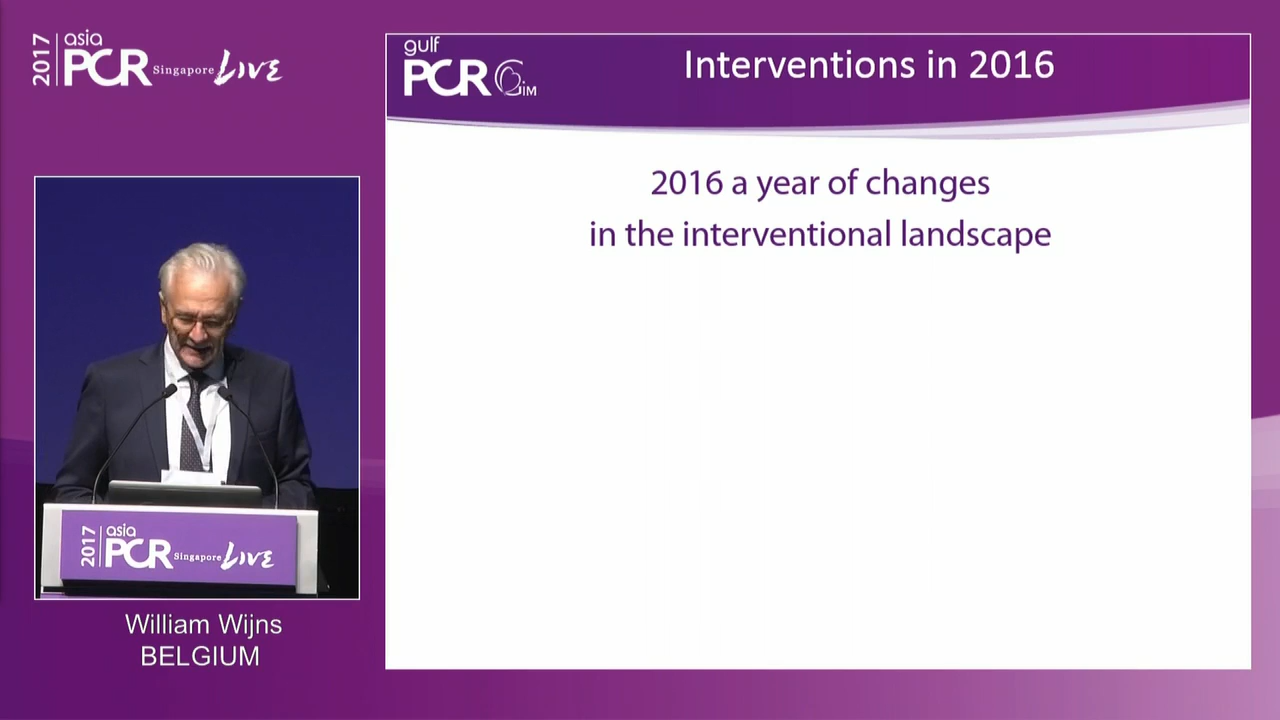 2017 asia PCR Singapore LIVE
gulf PCR GIM
Interventions in 2016
2016 a year of changes
in the interventional landscape
2017 asia PCR Singapore LIVE
William Wijns
BELGIUM